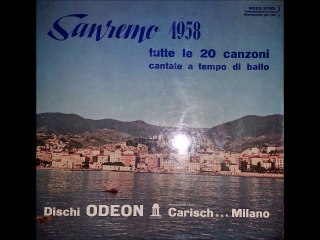 Sanremo 1958
tutte le 20 canzoni
cantate a tempo di ballo
Dischi ODEON Carisch S.p.A. Milano